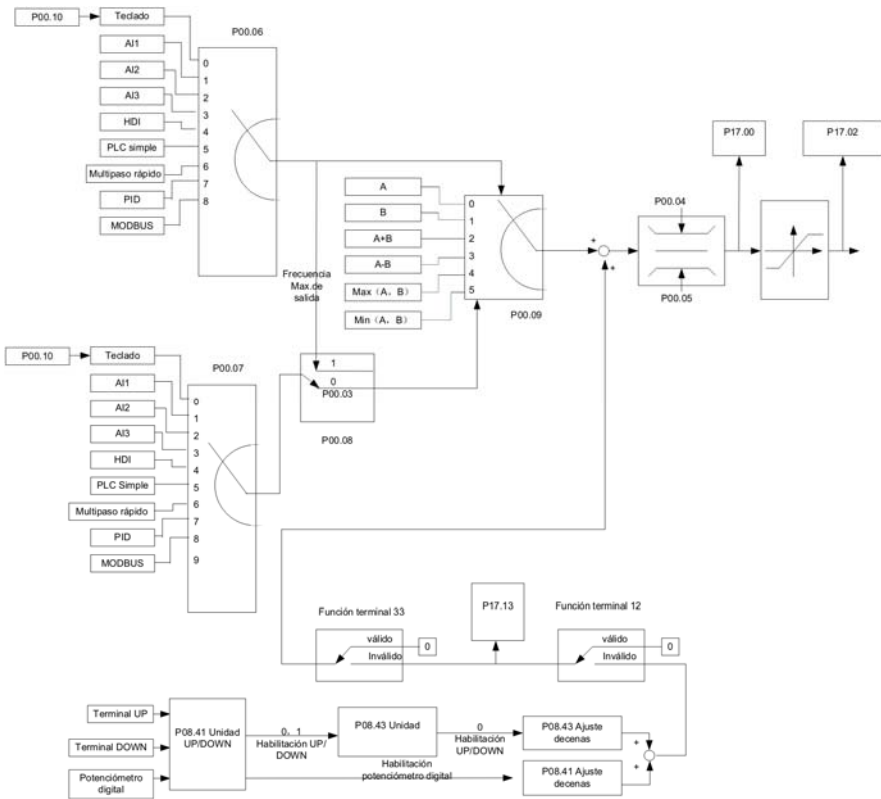 P00.10
Teclado
P00.06
AI1
AI2
AI3
HDI
PLC simple
Multipaso rápido
PID
MODBUS
0
1
2
3
4
5
6
7
8
Frecuencia
Max.de
salida
A
B
A+B
A-B
Max（A，B）
Min（A，B）
0
1
2
3
4
5
P00.09
+
+
P00.04
P00.05
P17.00
P17.02
P00.10
Teclado
P00.07
AI1
AI2
AI3
HDI
PLC Simple
Multipaso rápido
PID
MODBUS
0
1
2
3
4
5
6
7
8
9
1
0
P00.03
P00.08
Función terminal 33
válido
Inválido
0
P17.13
Función terminal 12
válido
Inválido
0
Terminal UP
Terminal DOWN
Potenciómetro
digital
P08.41 Unidad
UP/DOWN
0，1
Habilitación UP/
DOWN
P08.43 Unidad
0
Habilitación
UP/DOWN
Habilitación
potenciómetro digital
P08.43 Ajuste
decenas
P08.41 Ajuste
decenas
+
+